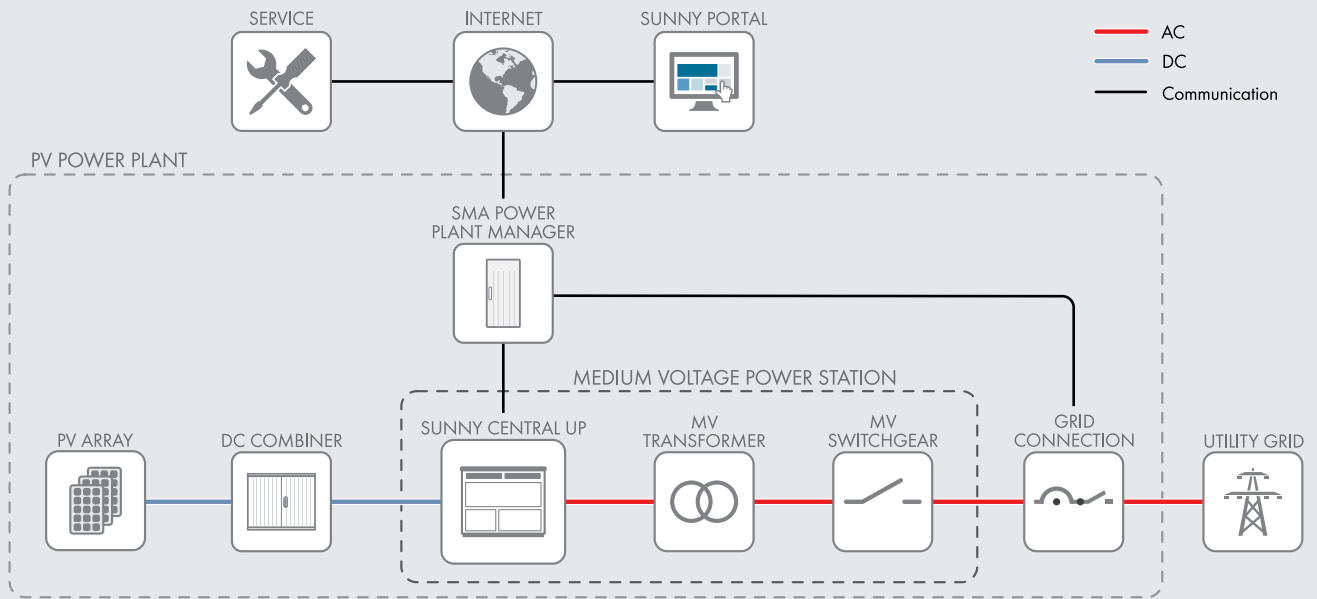 SERVICE
INTERNET
SUNNY PORTAL
AC
DC
Communication
PV POWER PLANT
SMA POWER
PLANT MANAGER
MEDIUM VOLTAGE POWER STATION
PV ARRAY
DC COMBINER
SUNNY CENTRAL UP
MV
TRANSFORMER
MV
SWITCHGEAR
GRID
CONNECTION
UTILITY GRID